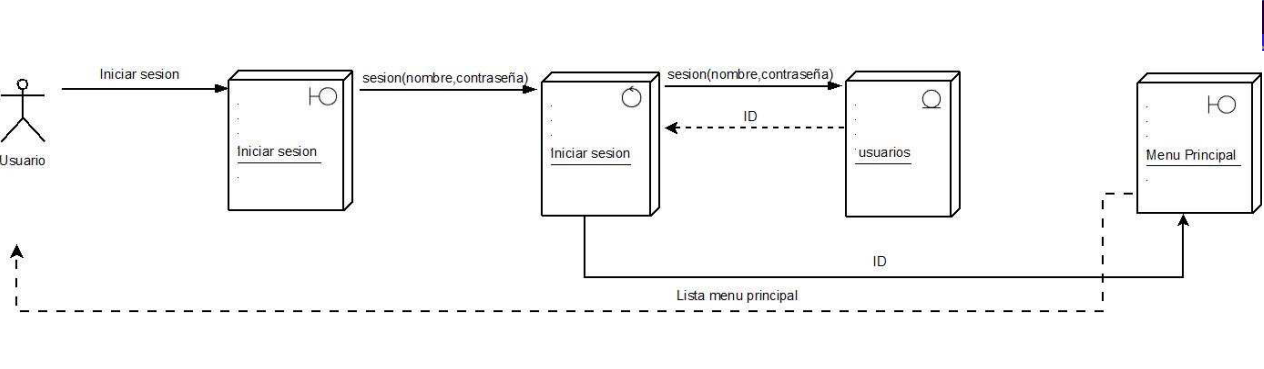 Iniciar sesion
sesion(nombre,contraseña)
sesion(nombre,contraseña)
ID
Usuario
Iniciar sesion
Iniciar sesion
usuarios
Menu Principal
ID
Lista menu principal